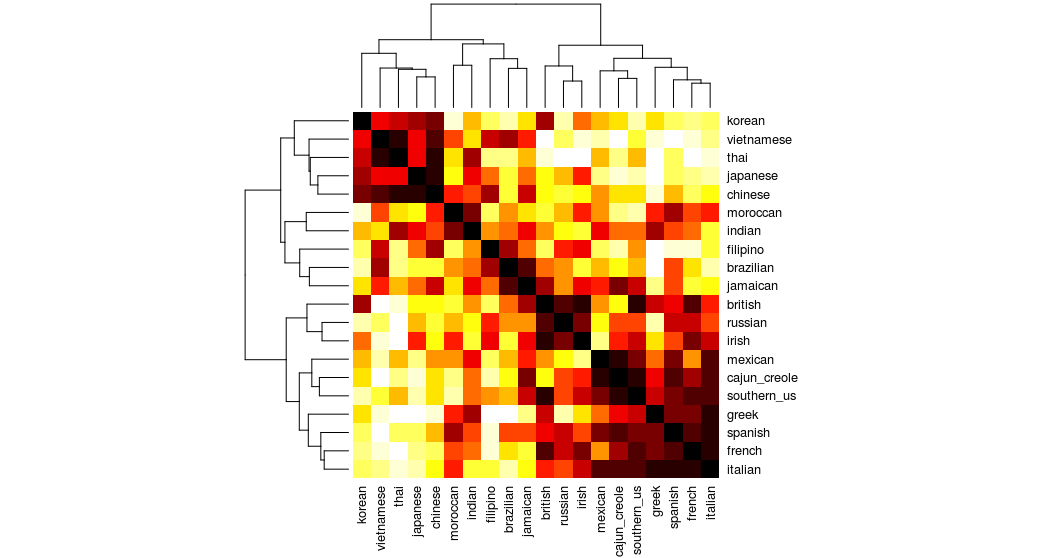 korean
vietnamese
thai
japanese
chinese
moroccan
indian
filipino
brazilian
jamaican
british
russian
irish
mexican
cajun_creole
southern_us
greek
spanish
french
italian
korean
vietnamese
thai
japanese
chinese
moroccan
indian
filipino
brazilian
jamaican
british
russian
irish
mexican
cajun_creole
southern_us
greek
spanish
french
italian